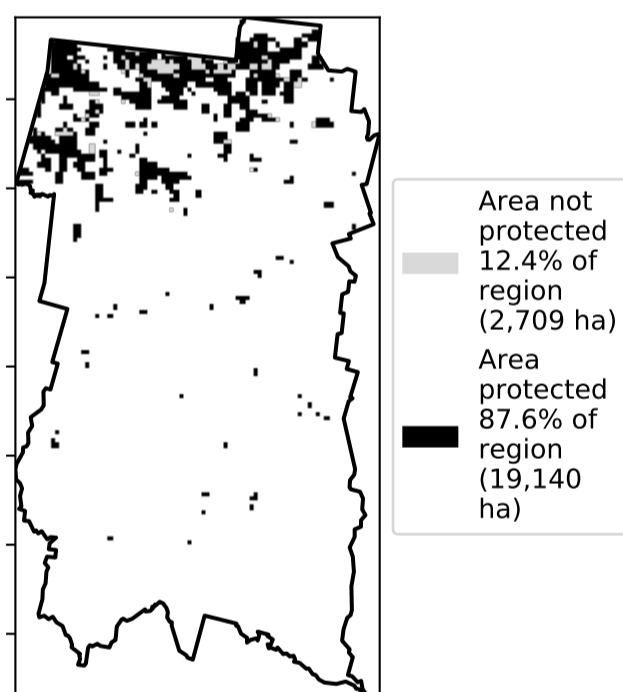 Area not
protected
12.4% of
region
(2,709 ha)
Area
protected
87.6% of
region
(19,140
ha)